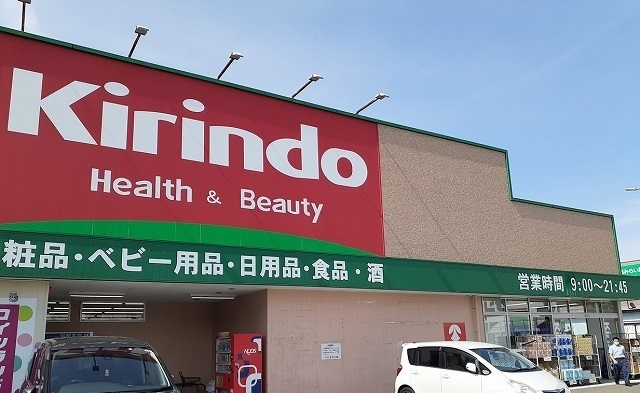 Kirindo
Health & Beauty
粧品・ベビー用品・日用品・食品・酒
営業時間 9:00～21:45